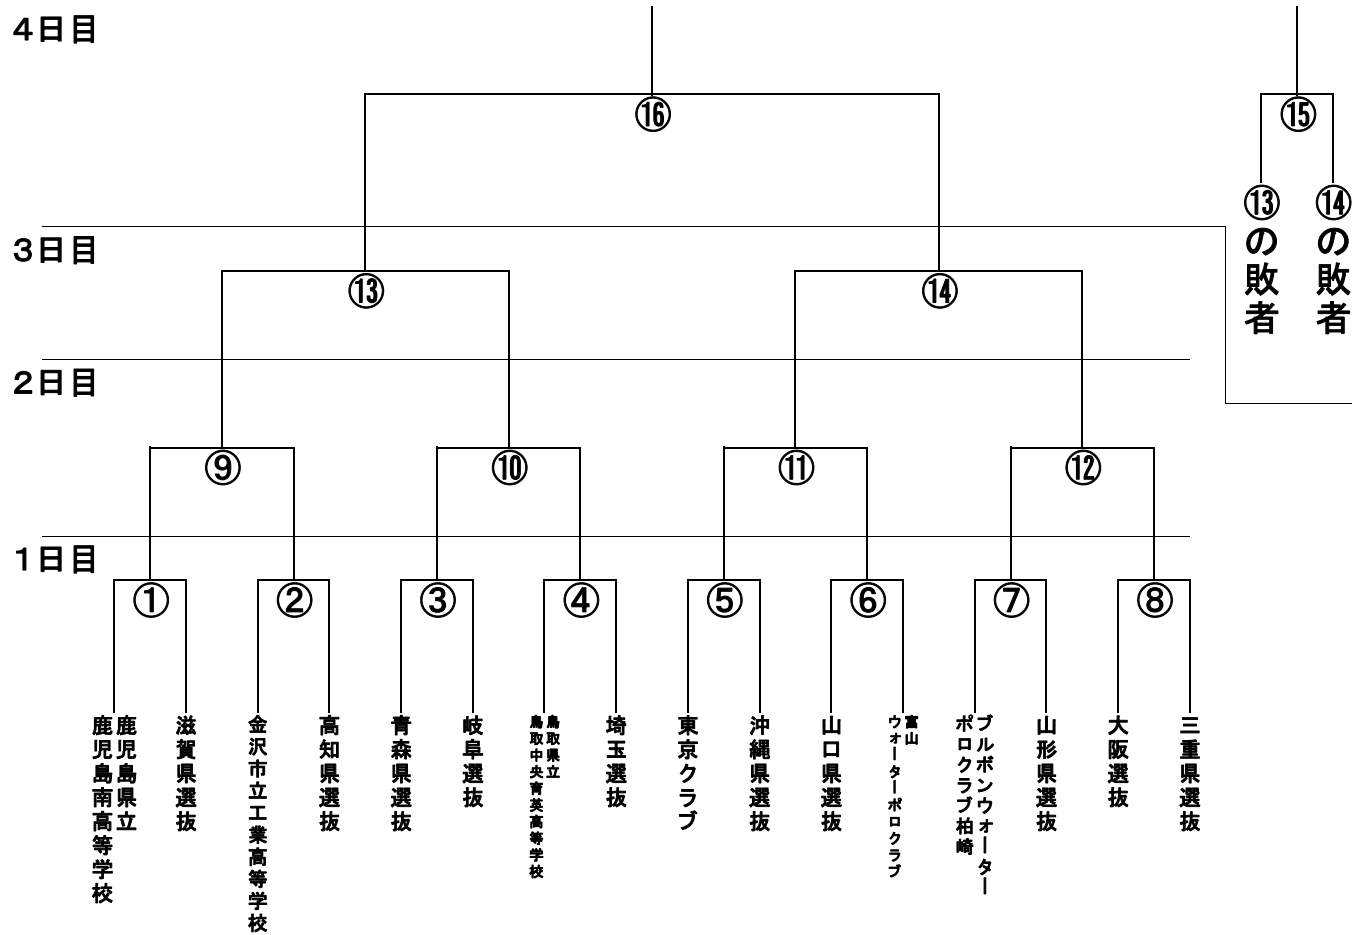 4日目
⑯
⑮
⑬の敗者
⑭の敗者
3日目
⑬
⑭
2日目
⑨
⑩
⑪
⑫
1日目
①
②
③
④
⑤
⑥
⑦
⑧
鹿児島県立
鹿児島南高等学校
滋賀県選抜
金沢市立工業高等学校
高知県選抜
青森県選抜
岐阜選抜
鳥取県立
鳥取中央育英高等学校
埼玉選抜
東京クラブ
沖縄県選抜
山口県選抜
富山
ウォーターポロクラブ
ブルボンウォーター
ポロクラブ柏崎
山形県選抜
大阪選抜
三重県選抜